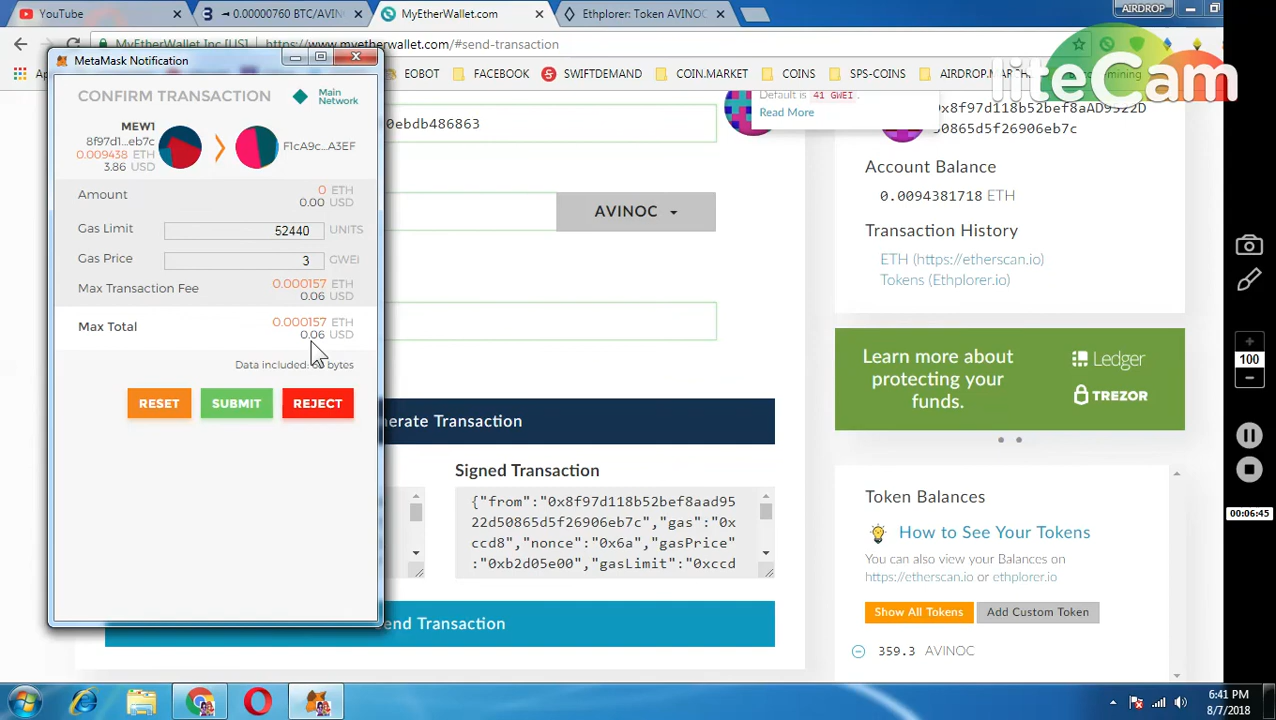 YouTube
0.00000760 BTC/AVIN
MyEtherWallet.com
Ethplorer: Token AVINOC
AIRDROP
MyEtherWallet Inc [US]
https://www.myetherwallet.com/#send-transaction
EOBOT
FACEBOOK
SWIFTDEMAND
COIN.MARKET
COINS
SPS-COINS
mining
liteCam
MetaMask Notification
CONFIRM TRANSACTION
Main
Network
MEW1
8f97d1...eb7c
0.009438 ETH
3.86 USD
F1cA9c...A3EF
Amount
0 ETH
0.00 USD
Gas Limit
52440
UNITS
Gas Price
3
GWEI
Max Transaction Fee
0.000157 ETH
0.06 USD
Max Total
0.000157 ETH
0.06 USD
Data included:
bytes
RESET
SUBMIT
REJECT
0ebdb486863
AVINOC
Default is 41 GWEI.
Read More
50865d5f26906eb7c
Account Balance
0.0094381718 ETH
Transaction History
ETH (https://etherscan.io)
Tokens (Ethplorer.io)
Learn more about
protecting your
funds.
Ledger
TREZOR
nerate Transaction
Signed Transaction
{"from":"0x8f97d118b52bef8aad95
22d50865d5f26906eb7c","gas":"0x
ccd8","nonce":"0x6a","gasPrice"
:"0xb2d05e00","gasLimit":"0xccd
end Transaction
Token Balances
How to See Your Tokens
You can also view your Balances on
https://etherscan.io or ethplorer.io
Show All Tokens
Add Custom Token
359.3 AVINOC
100
00:06:45
6:41 PM
8/7/2018